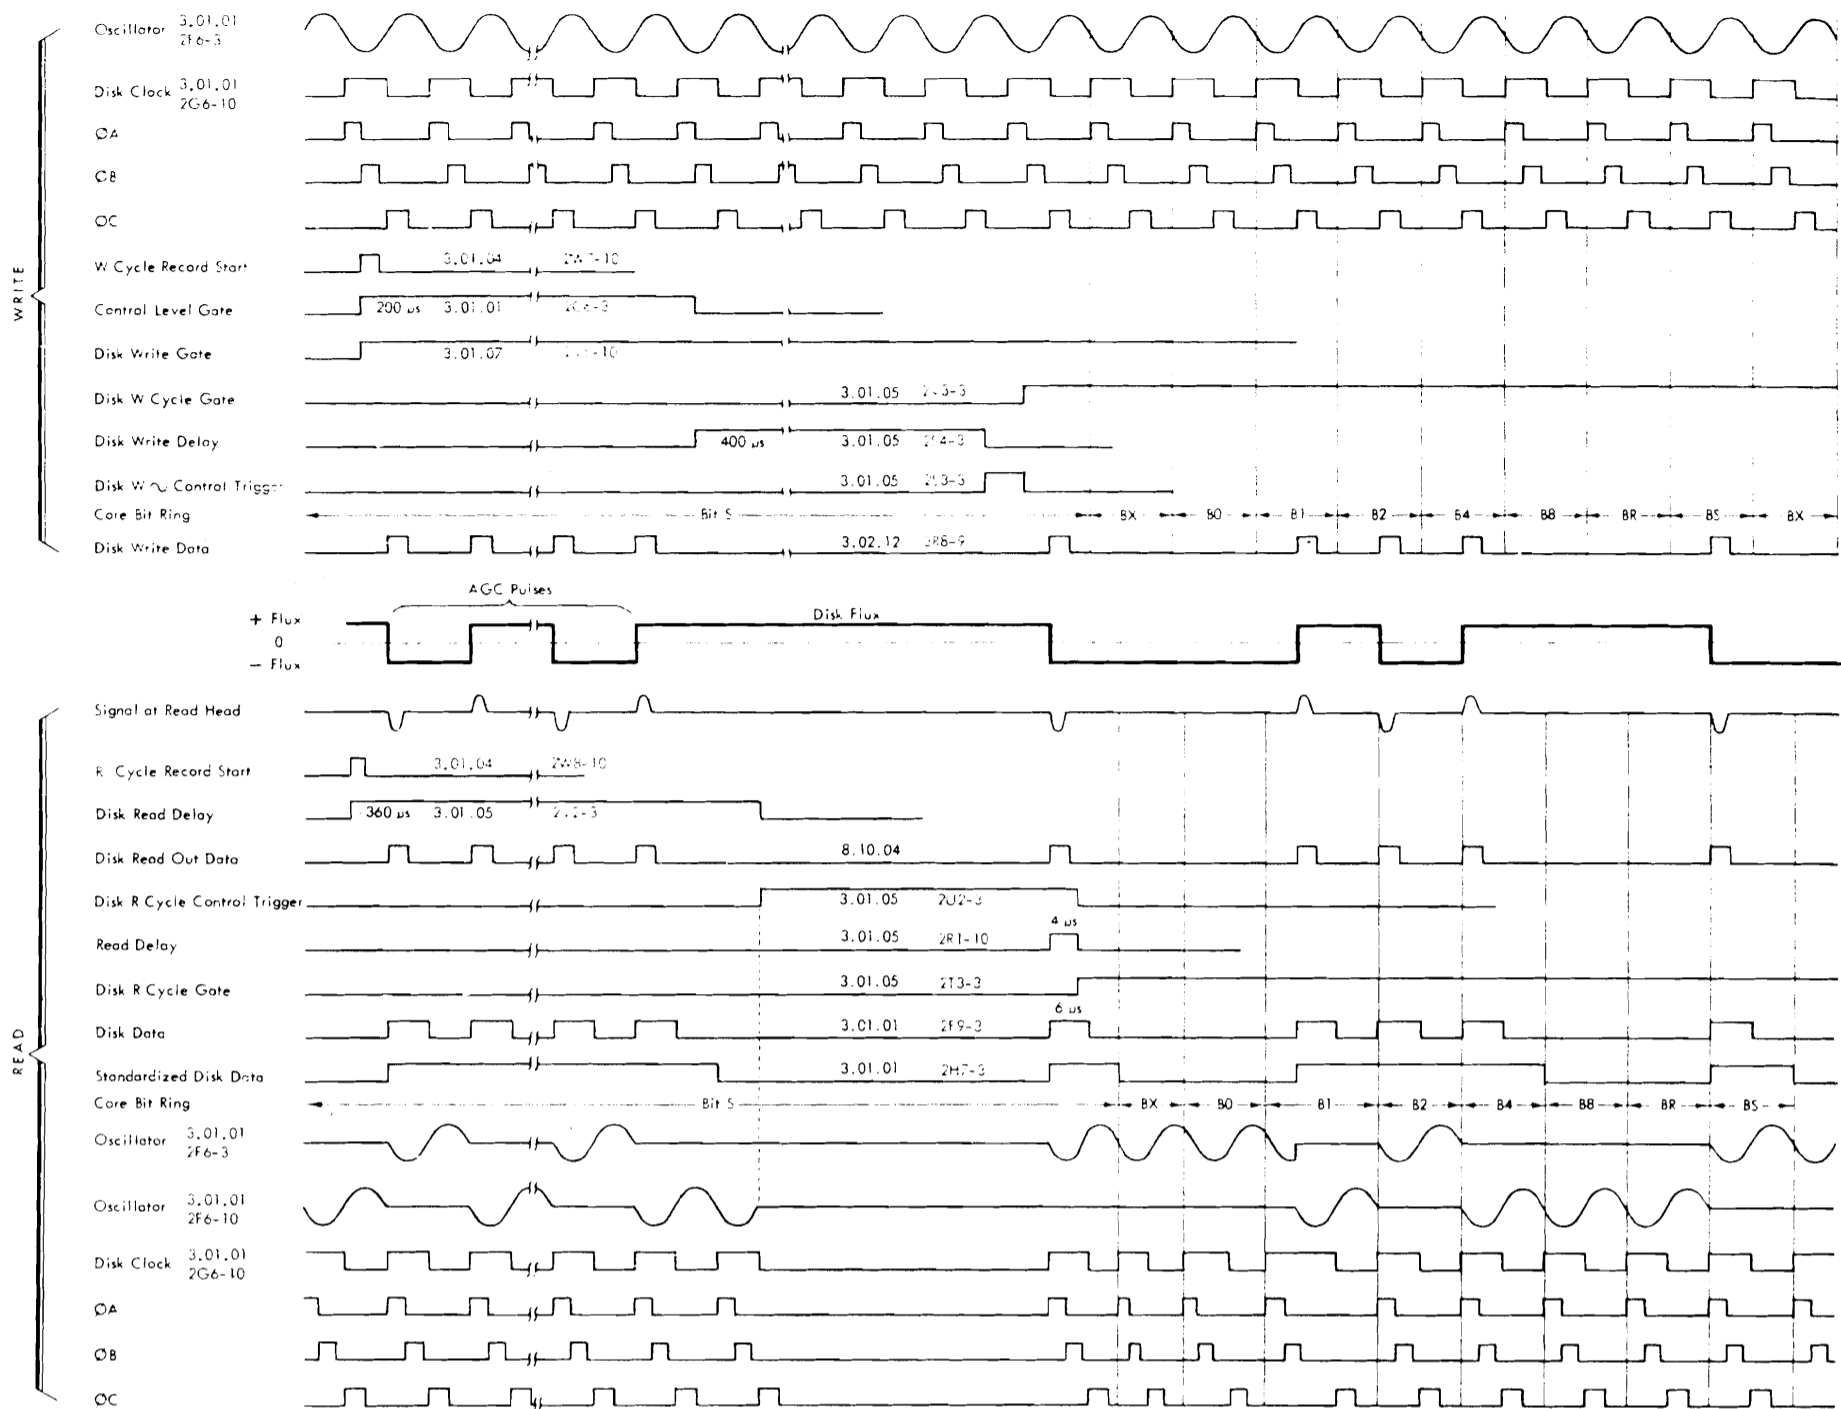 WRITE
Oscillator 3.01.01
2F6-3
Disk Clock 3.01.01
2G6-10
ØA
ØB
ØC
W Cycle Record Start 3.01.04
Control Level Gate 200 µs 3.01.01
Disk Write Gate 3.01.07
Disk W Cycle Gate 3.01.05
Disk Write Delay 400 µs 3.01.05
Disk W ∿ Control Trigger 3.01.05
Core Bit Ring Bit S BX B0 B1 B2 B4 B8 BR BS BX
Disk Write Data 3.02.12 3R8-9
AGC Pulses
+ Flux Disk Flux
0
— Flux
READ
Signal at Read Head
R Cycle Record Start 3.01.04 2W8-10
Disk Read Delay 360 µs 3.01.05
Disk Read Out Data 8.10.04
Disk R Cycle Control Trigger 3.01.05 2U2-3
4 µs
Read Delay 3.01.05 2R1-10
Disk R Cycle Gate 3.01.05 2T3-3
6 µs
Disk Data 3.01.01 2F9-3
Standardized Disk Data 3.01.01
Core Bit Ring Bit S BX B0 B1 B2 B4 B8 BR BS
Oscillator 3.01.01
2F6-3
Oscillator 3.01.01
2F6-10
Disk Clock 3.01.01
2G6-10
ØA
ØB
ØC